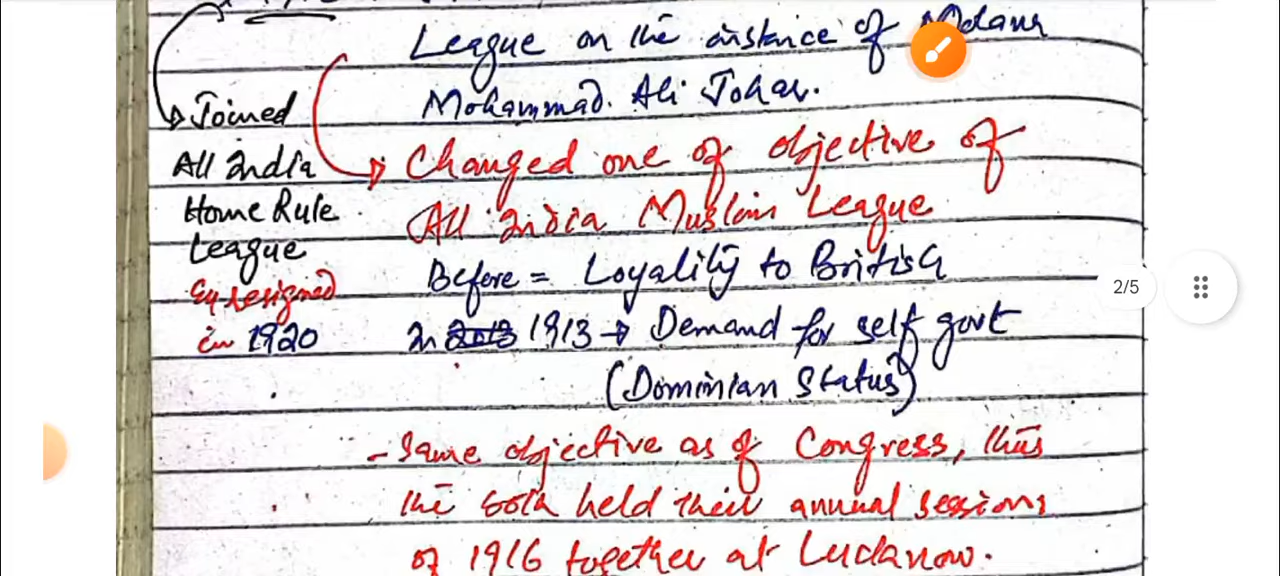 League on the instance of Molana
Mohammad. Ali Johar.
Joined
All India
Home Rule
League
& resigned
in 1920
Changed one of objective of
All India Muslim League
Before = Loyality to British
In 2013 1913 → Demand for self govt
(Dominian Status)
- Same objective as of Congress, thus
the both held their annual sessions
of 1916 together at Lucknow.
2/5